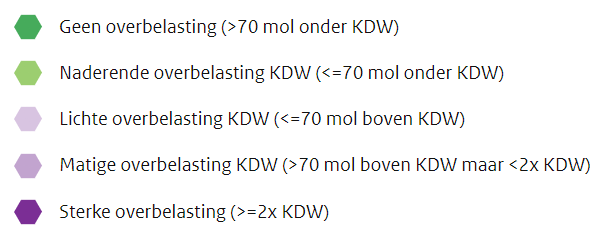 Geen overbelasting (>70 mol onder KDW)
Naderende overbelasting KDW (<=70 mol onder KDW)
Lichte overbelasting KDW (<=70 mol boven KDW)
Matige overbelasting KDW (>70 mol boven KDW maar <2x KDW)
Sterke overbelasting (>=2x KDW)